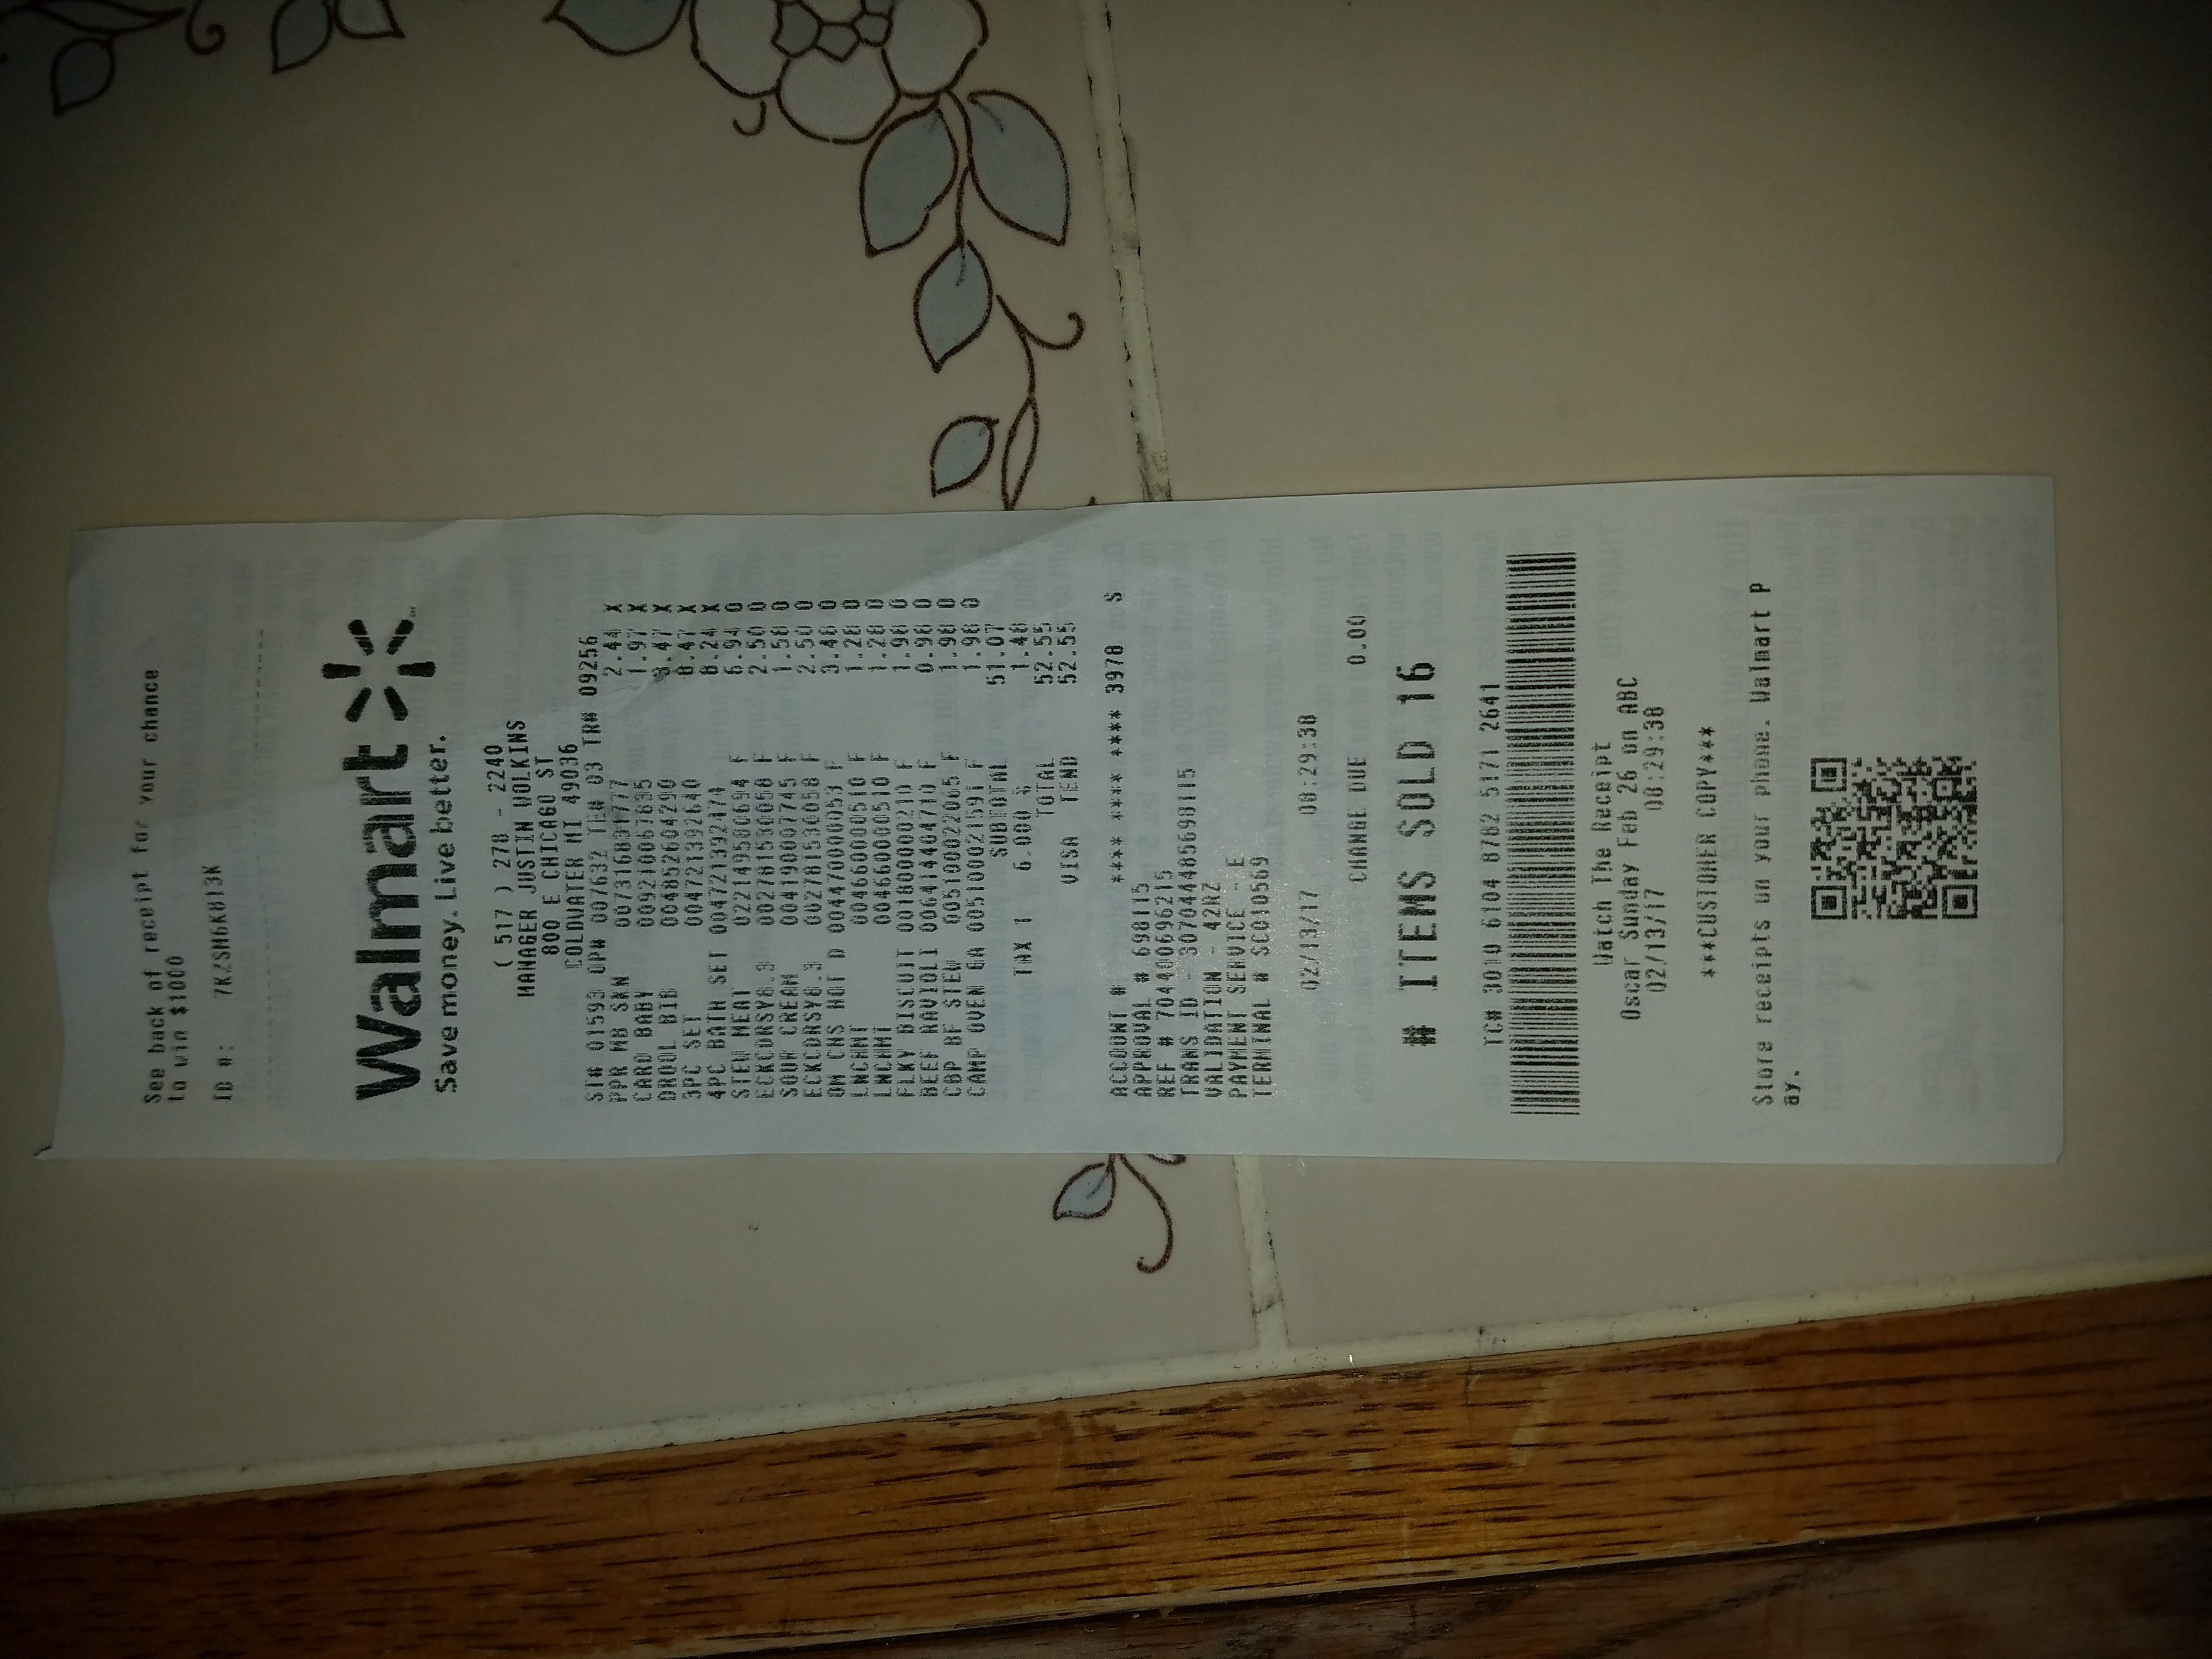 See back of receipt for your chance
to win $1000
ID #: 7KZSM6K813K
Walmart
Save money. Live better.
( 517 ) 278 - 2240
MANAGER JUSTIN WOLKINS
800 E CHICAGO ST
COLDWATER MI 49036
ST# 01593 OP# 007632 TE# 03 TR# 09256
PPR MB SKN 007316831777 2.44 X
CARD BABY 009210067835 1.97 X
DROOL BIB 004852604290 3.47 X
3PC SET 004721392640 8.47 X
4PC BATH SET 004721392474 8.24 X
STEW MEAT 022149580694 F 6.94 O
ECKCDRSY8.3 002781530058 F 2.50 O
SOUR CREAM 004190007745 F 1.58 O
ECKCDRSY8.3 002781530058 F 2.50 O
OM CHS HOT D 004470000053 F 3.48 O
LNCHMT 004660000510 F 1.28 O
LNCHMT 004660000510 F 1.28 O
FLKY BISCUIT 001800000210 F 1.98 O
BEEF RAVIOLI 006414404710 F 0.98 O
CBP BF STEW 005100022065 F 1.98 O
CAMP OVEN GA 005100021591 F 1.98 O
SUBTOTAL 51.07
TAX 1 6.000 % 1.48
TOTAL 52.55
VISA TEND 52.55
ACCOUNT # **** **** **** 3978 S
APPROVAL # 698115
REF # 704400696215
TRANS ID - 307044485698115
VALIDATION - 42RZ
PAYMENT SERVICE - E
TERMINAL # SC010569
02/13/17 08:29:38
CHANGE DUE 0.00
# ITEMS SOLD 16
TC# 3010 6104 8782 5171 2641
Watch The Receipt
Oscar Sunday Feb 26 on ABC
02/13/17 08:29:38
***CUSTOMER COPY***
Store receipts on your phone. Walmart P
ay.